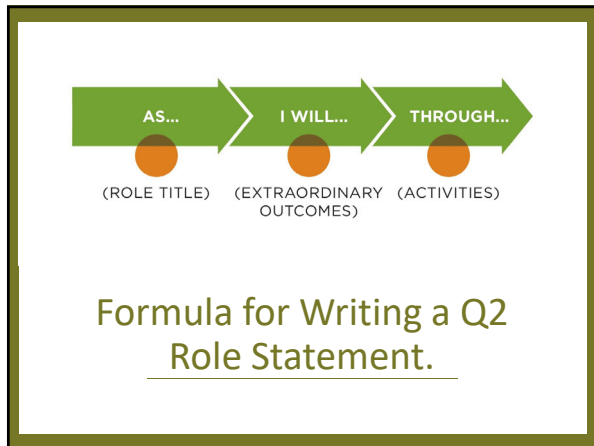 AS... I WILL... THROUGH...
(ROLE TITLE) (EXTRAORDINARY OUTCOMES) (ACTIVITIES)
Formula for Writing a Q2
Role Statement.